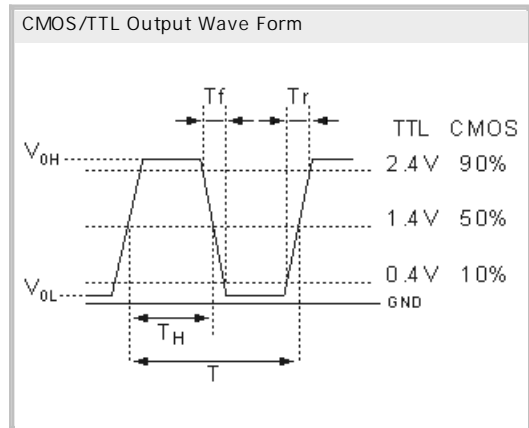 CMOS/TTL Output Wave Form
Tf Tr
TTL CMOS
V0H 2.4V 90%
1.4V 50%
0.4V 10%
V0L GND
TH
T